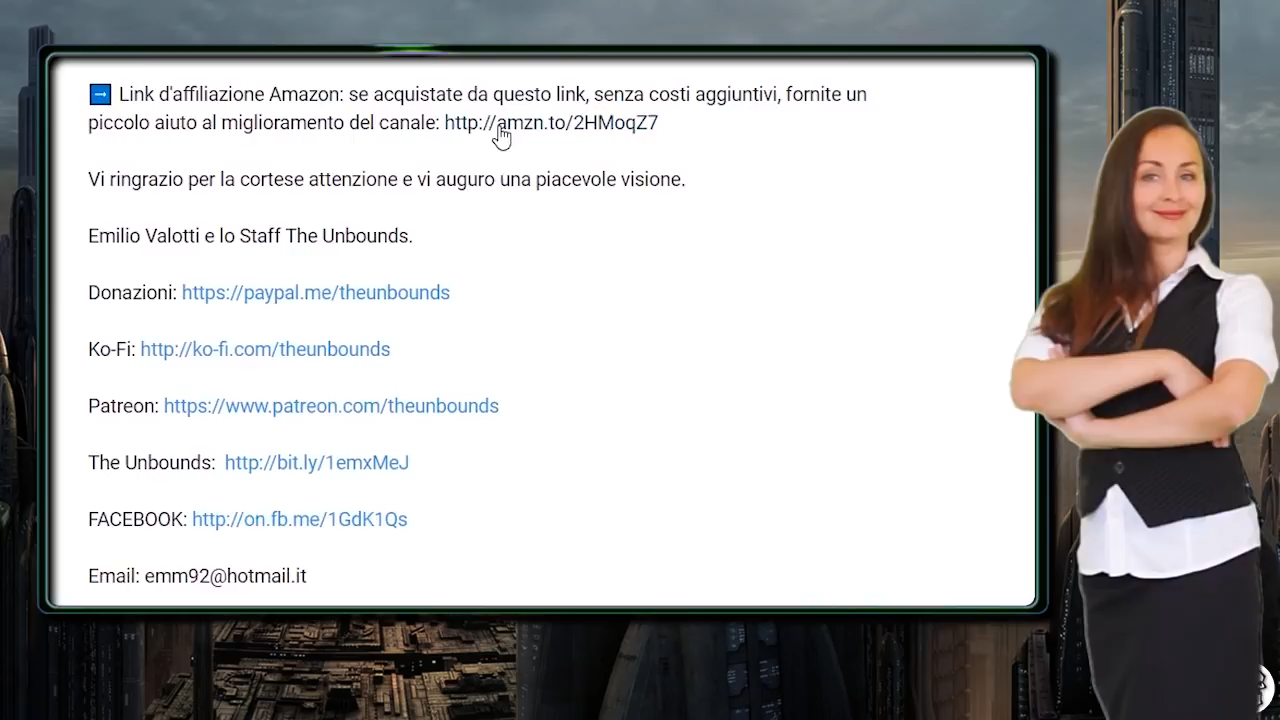 ➡ Link d'affiliazione Amazon: se acquistate da questo link, senza costi aggiuntivi, fornite un
piccolo aiuto al miglioramento del canale: http://amzn.to/2HMoqZ7
Vi ringrazio per la cortese attenzione e vi auguro una piacevole visione.
Emilio Valotti e lo Staff The Unbounds.
Donazioni: https://paypal.me/theunbounds
Ko-Fi: http://ko-fi.com/theunbounds
Patreon: https://www.patreon.com/theunbounds
The Unbounds: http://bit.ly/1emxMeJ
FACEBOOK: http://on.fb.me/1GdK1Qs
Email: emm92@hotmail.it